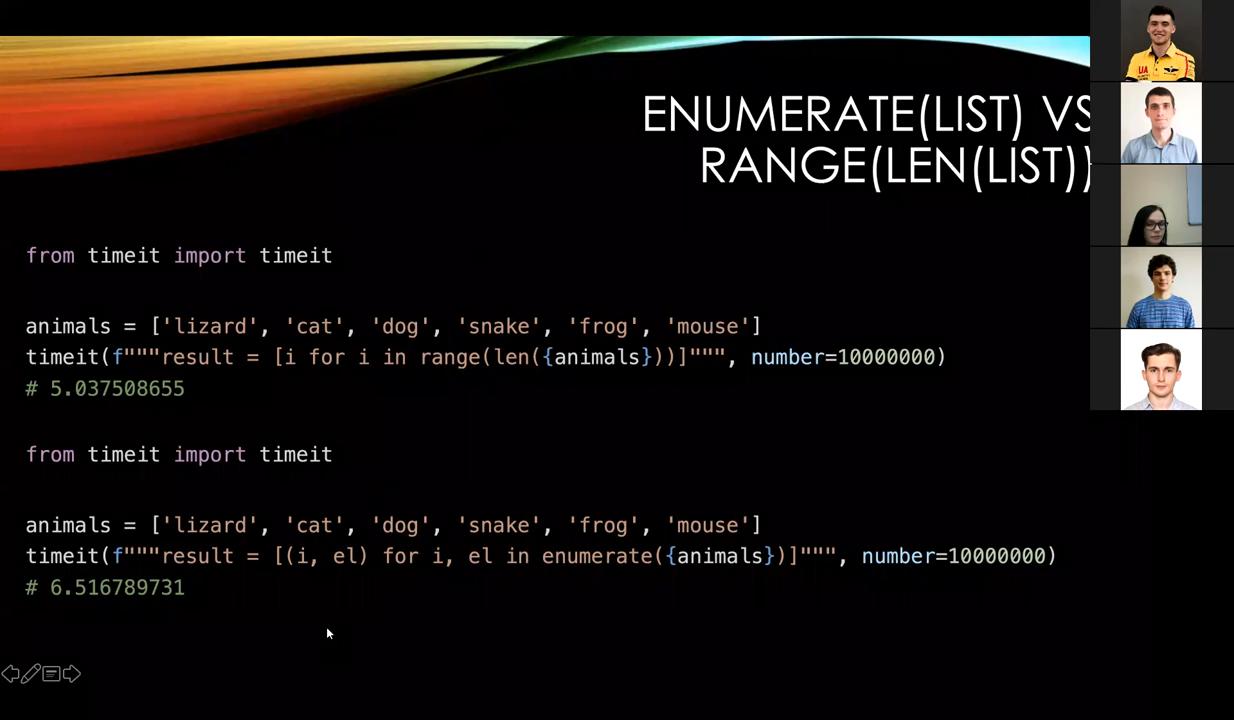 ENUMERATE(LIST) VS
RANGE(LEN(LIST))
from timeit import timeit
animals = ['lizard', 'cat', 'dog', 'snake', 'frog', 'mouse']
timeit(f"""result = [i for i in range(len({animals}))]""", number=10000000)
# 5.037508655
from timeit import timeit
animals = ['lizard', 'cat', 'dog', 'snake', 'frog', 'mouse']
timeit(f"""result = [(i, el) for i, el in enumerate({animals})]""", number=10000000)
# 6.516789731
UA